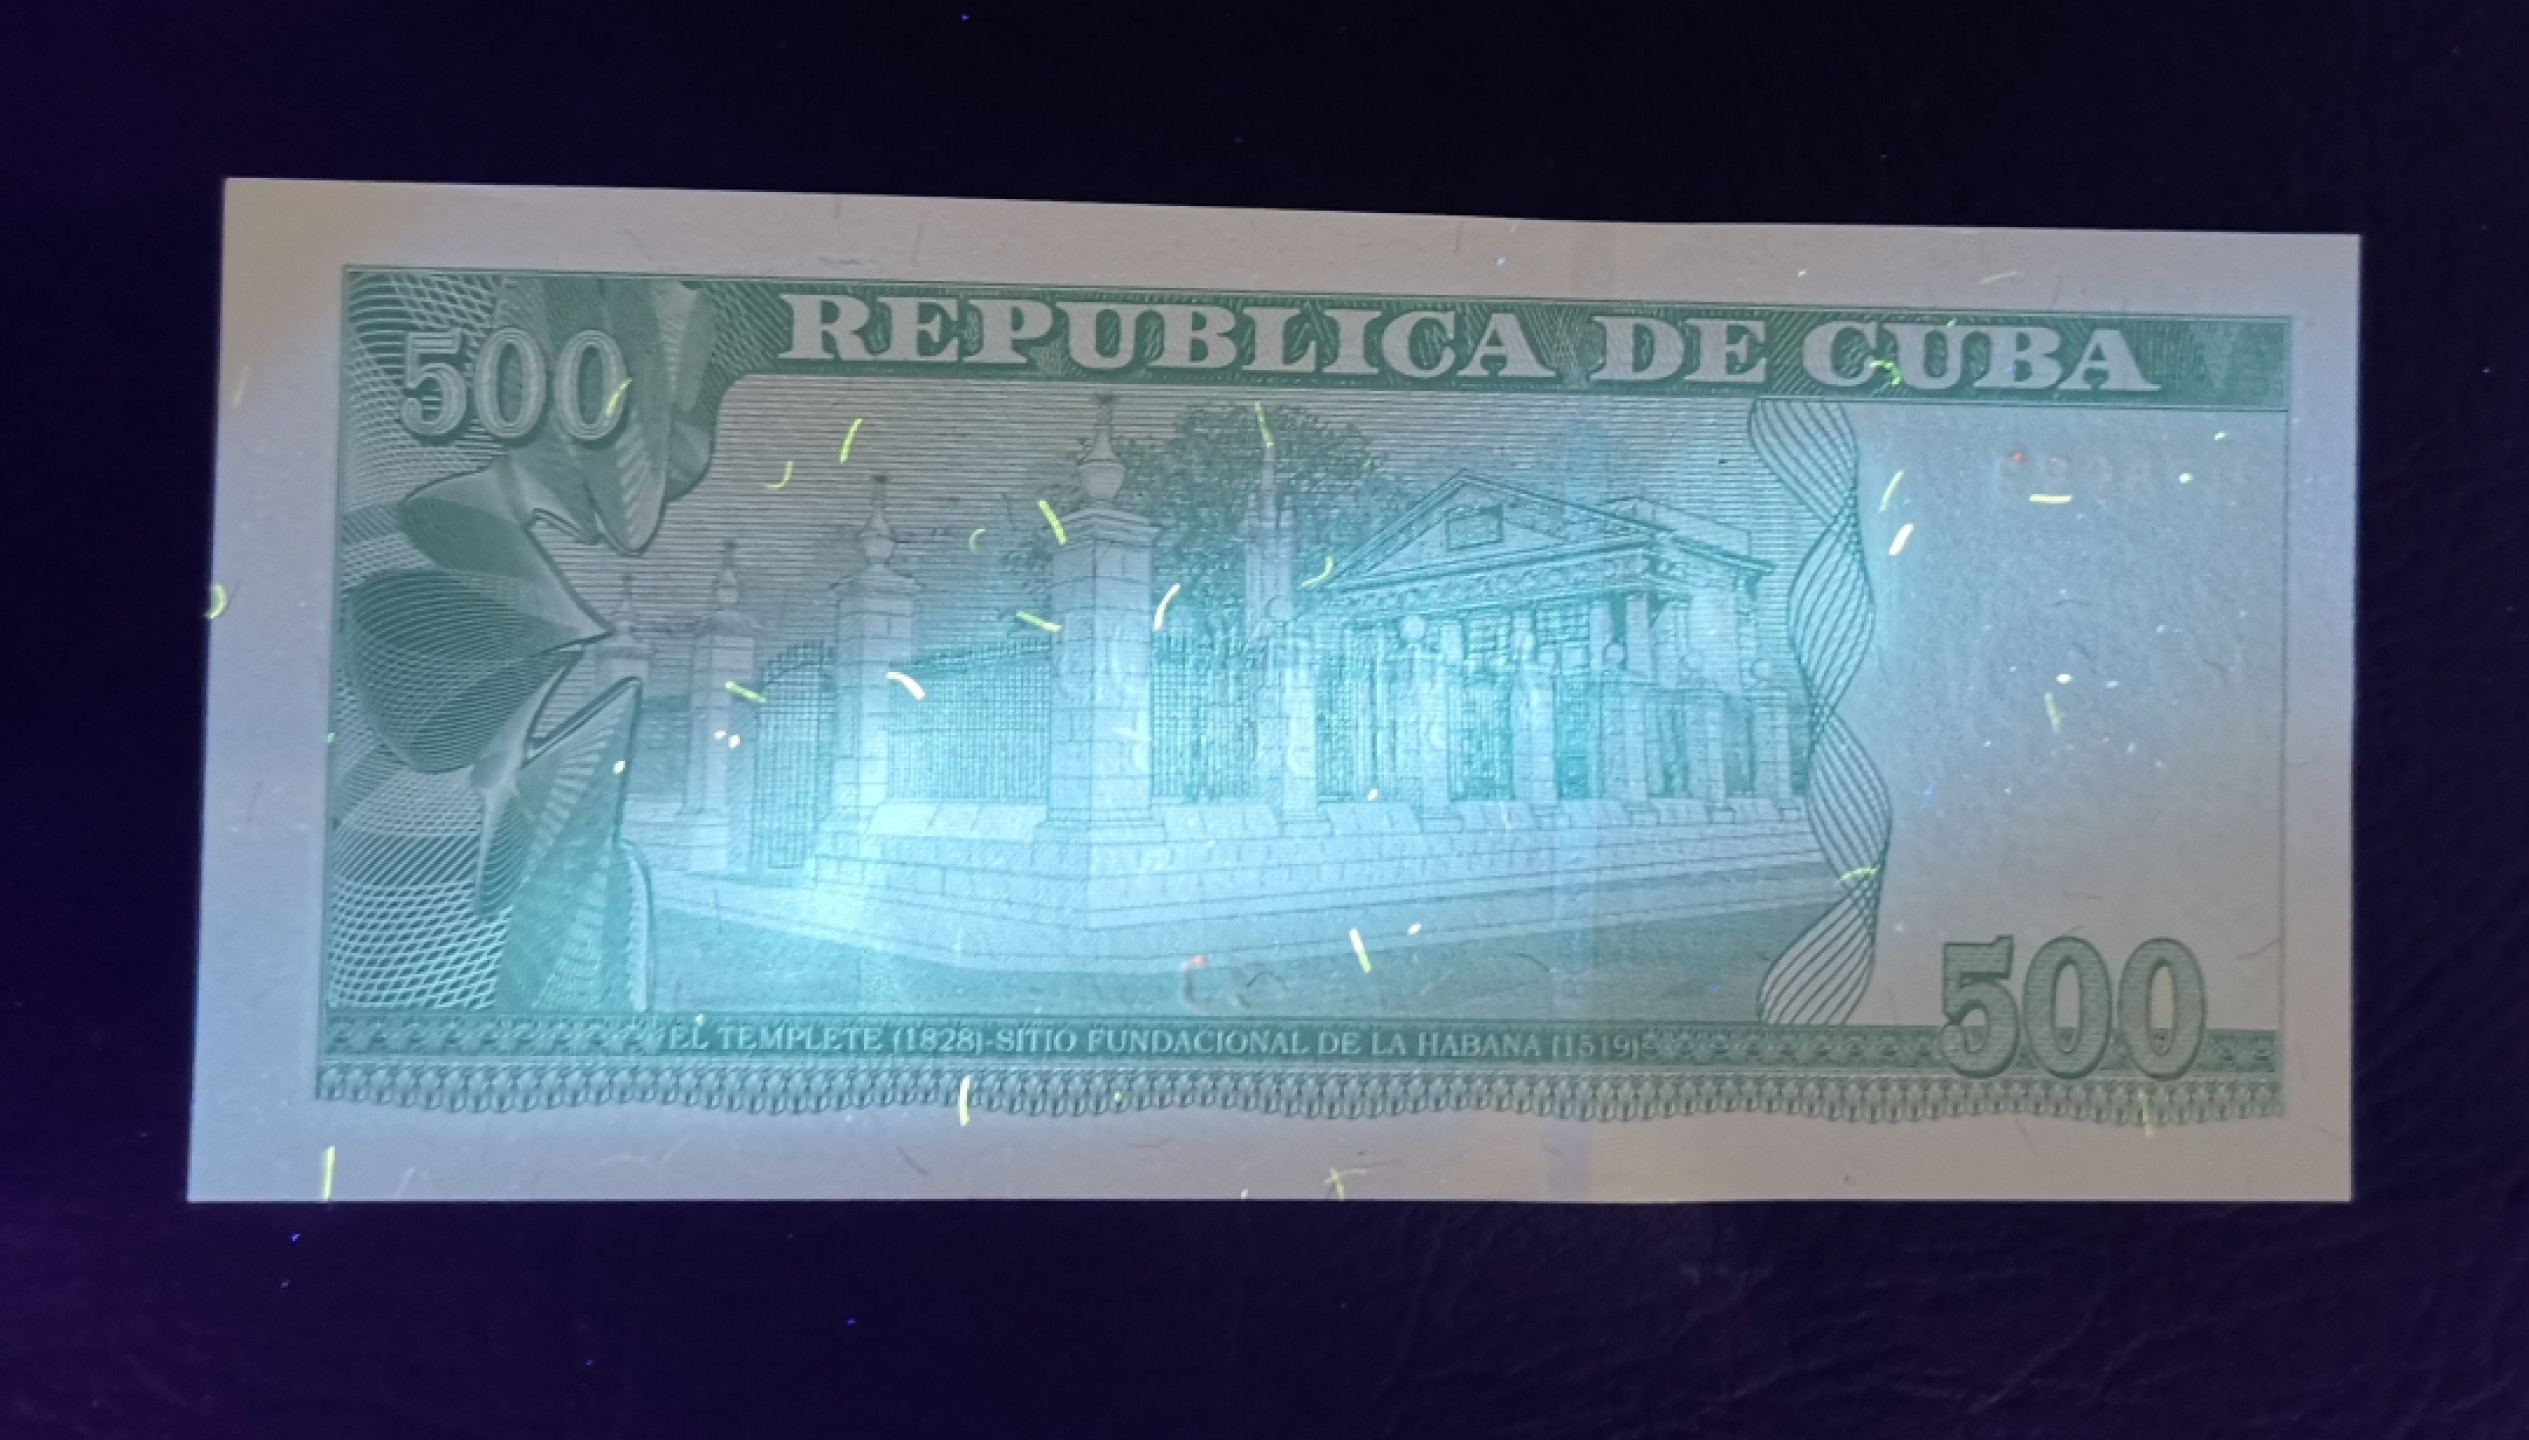 500
REPUBLICA DE CUBA
EL TEMPLETE (1828)-SITIO FUNDACIONAL DE LA HABANA (1519)
500